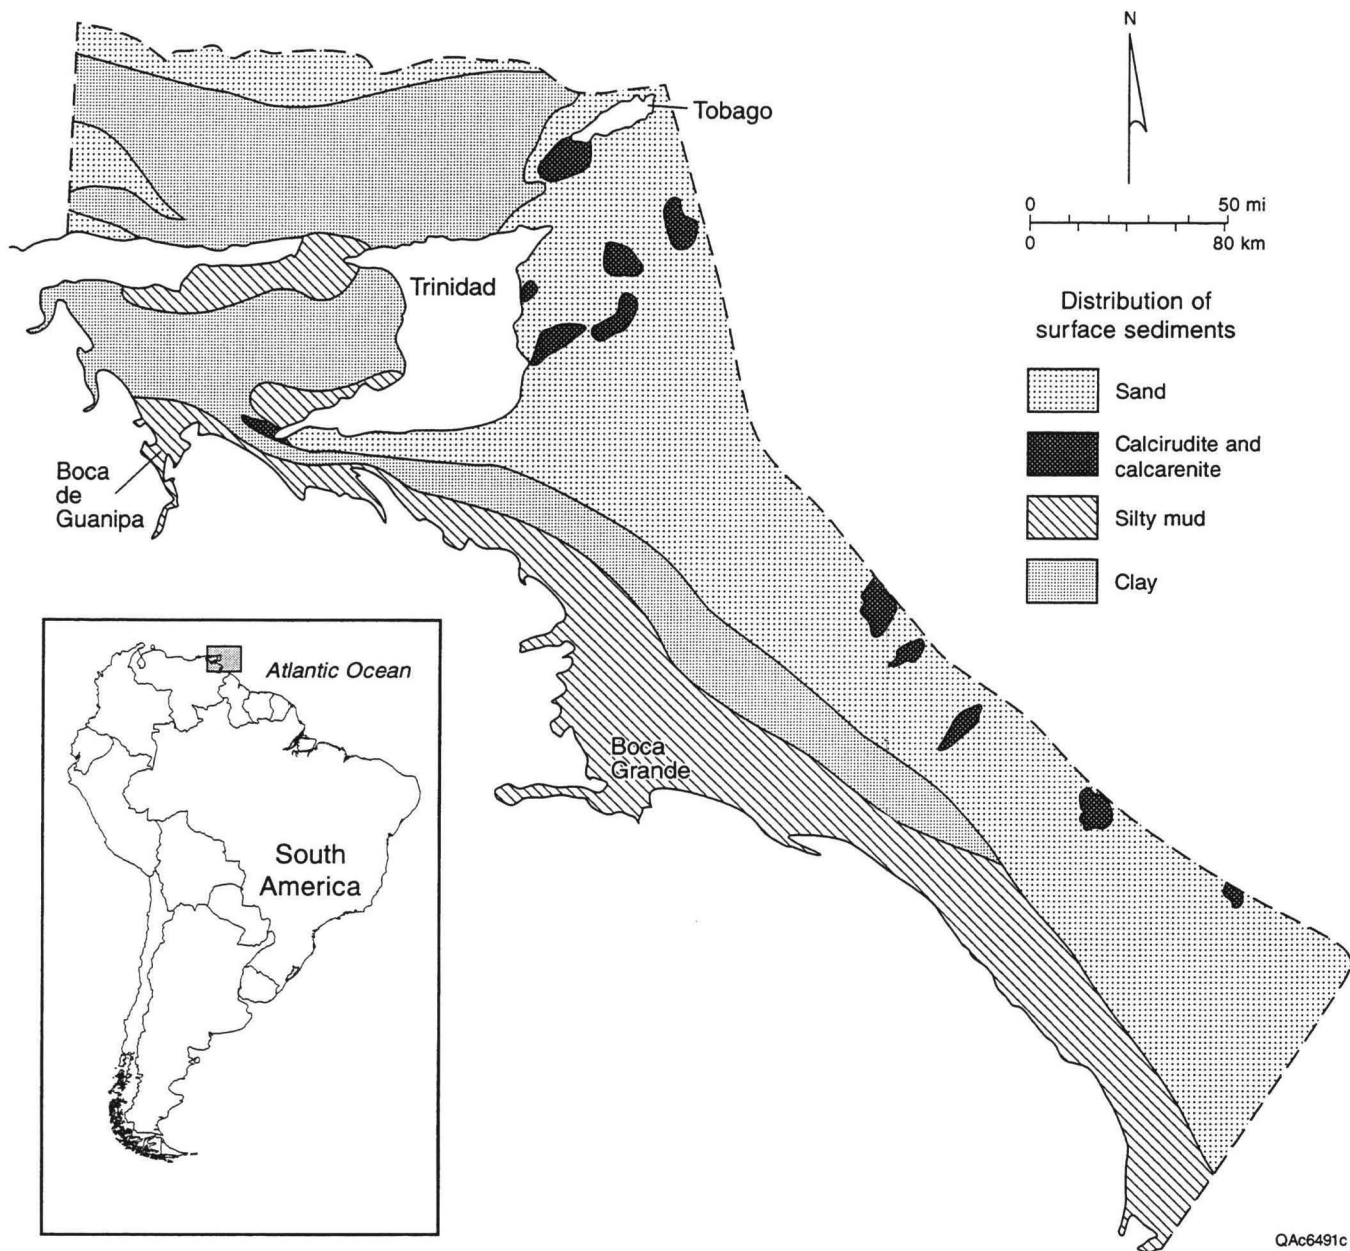 N
Tobago
0 50 mi
0 80 km
Trinidad
Distribution of
surface sediments
Sand
Calcirudite and
calcarenite
Silty mud
Clay
Boca
de
Guanipa
Atlantic Ocean
Boca
Grande
South
America
QAc6491c